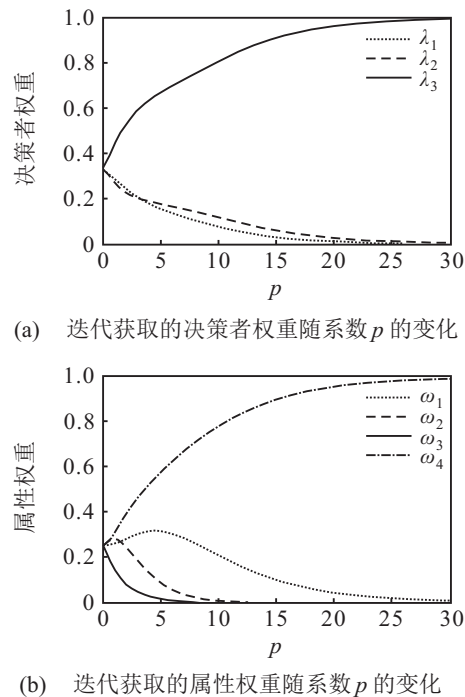 1.0
0.8
0.6
0.4
0.2
0
决策者权重
λ1
λ2
λ3
0 5 10 15 20 25 30
p
(a) 迭代获取的决策者权重随系数 p 的变化
1.0
0.8
0.6
0.4
0.2
0
属性权重
ω1
ω2
ω3
ω4
0 5 10 15 20 25 30
p
(b) 迭代获取的属性权重随系数 p 的变化